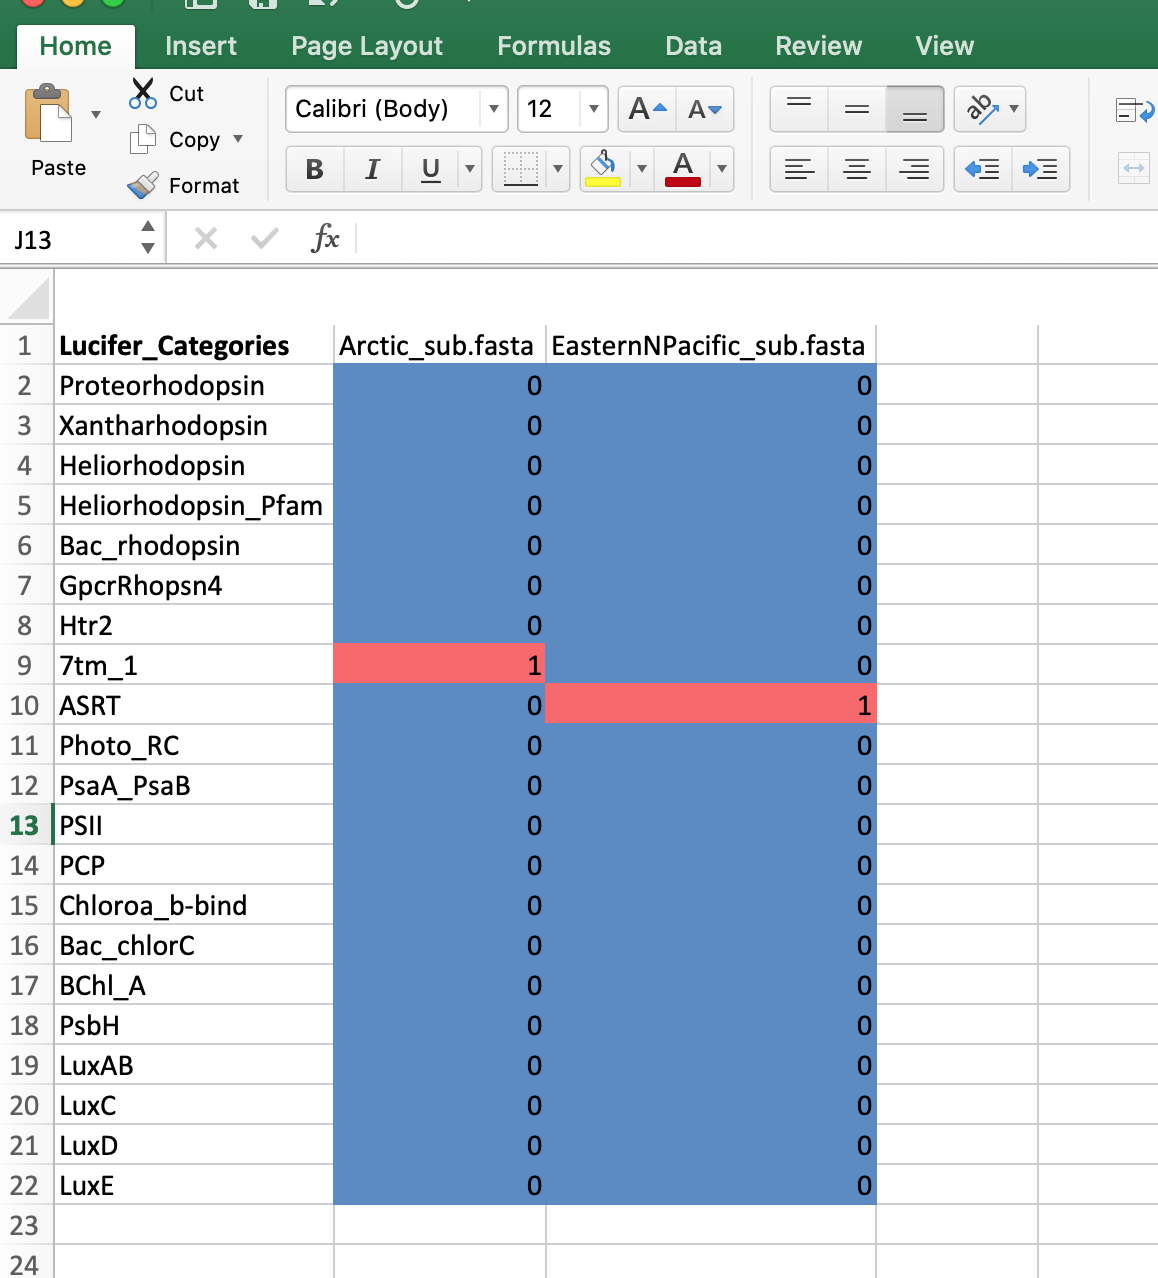 Home Insert Page Layout Formulas Data Review View
Paste
Cut
Copy
Format
Calibri (Body) 12 A A
B I U A
ab
J13 fx
1 Lucifer_Categories Arctic_sub.fasta EasternNPacific_sub.fasta
2 Proteorhodopsin 0 0
3 Xantharhodopsin 0 0
4 Heliorhodopsin 0 0
5 Heliorhodopsin_Pfam 0 0
6 Bac_rhodopsin 0 0
7 GpcrRhopsn4 0 0
8 Htr2 0 0
9 7tm_1 1 0
10 ASRT 0 1
11 Photo_RC 0 0
12 PsaA_PsaB 0 0
13 PSII 0 0
14 PCP 0 0
15 Chloroa_b-bind 0 0
16 Bac_chlorC 0 0
17 BChl_A 0 0
18 PsbH 0 0
19 LuxAB 0 0
20 LuxC 0 0
21 LuxD 0 0
22 LuxE 0 0
23
24